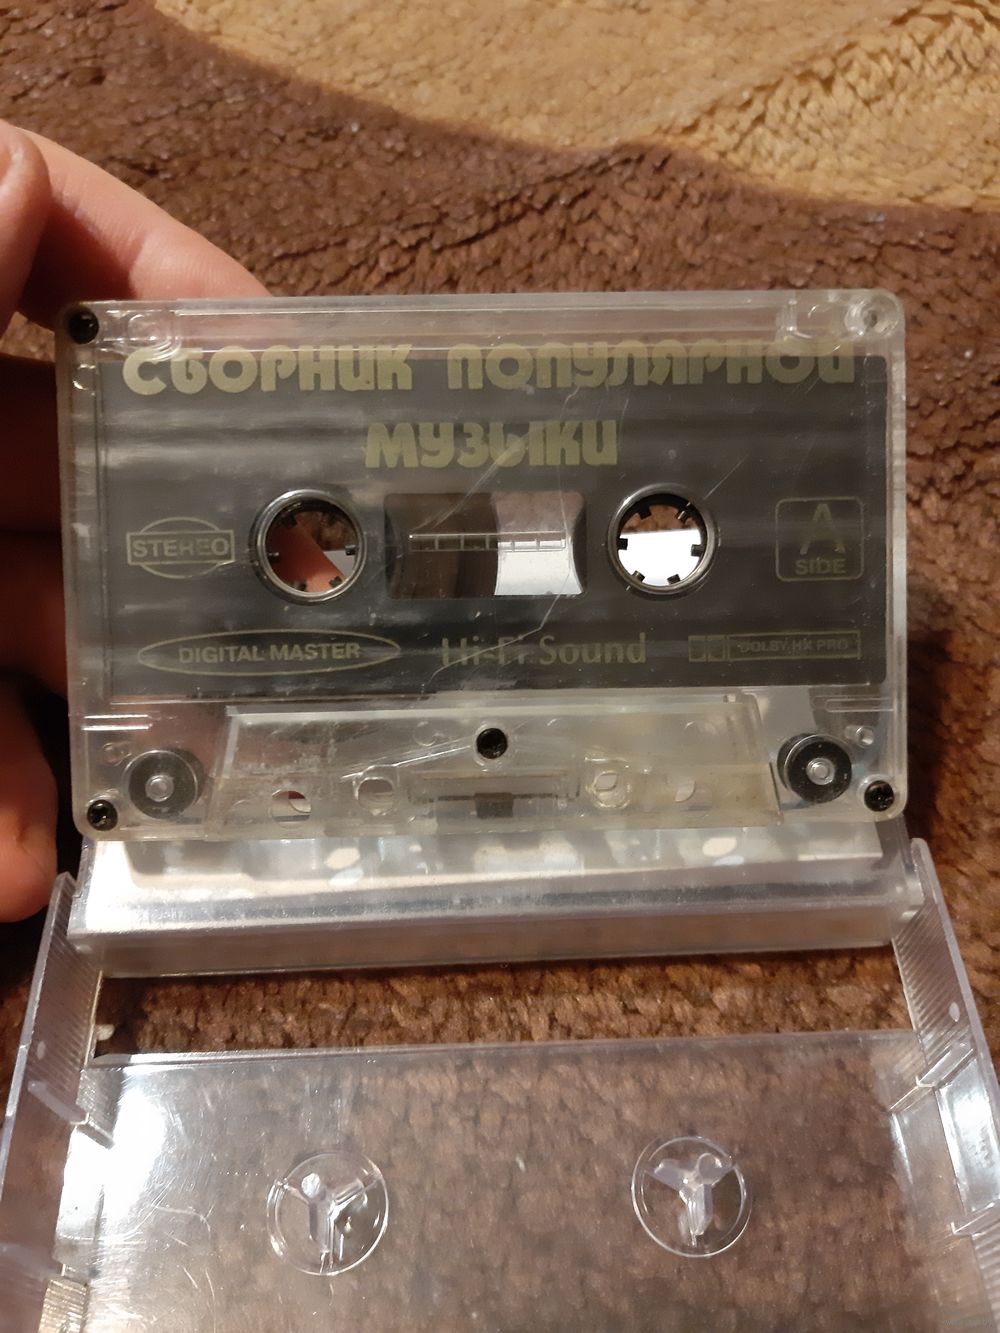 СБОРНИК ПОПУЛЯРНОЙ
МУЗЫКИ
STEREO
A
SIDE
DIGITAL MASTER
Hi-Fi Sound
DOLBY HX PRO